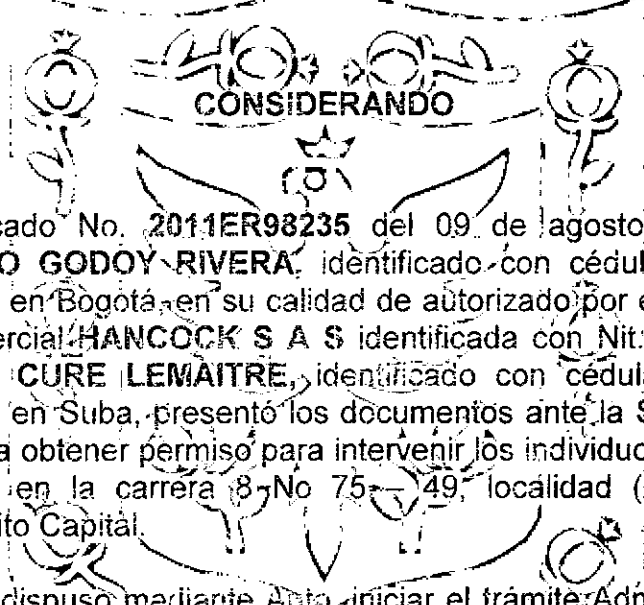 CONSIDERANDO
cado No. 2011ER98235 del 09 de agosto
O GODOY RIVERA, identificado con cédul
en Bogotá, en su calidad de autorizado por e
ercial HANCOCK S A S identificada con Nit.
CURE LEMAITRE, identificado con cédul
en Suba, presentó los documentos ante la S
a obtener permiso para intervenir los individuo
en la carrera 8 No 75 – 49, localidad (
ito Capital.
dispuso mediante Auto iniciar el trámite Adm